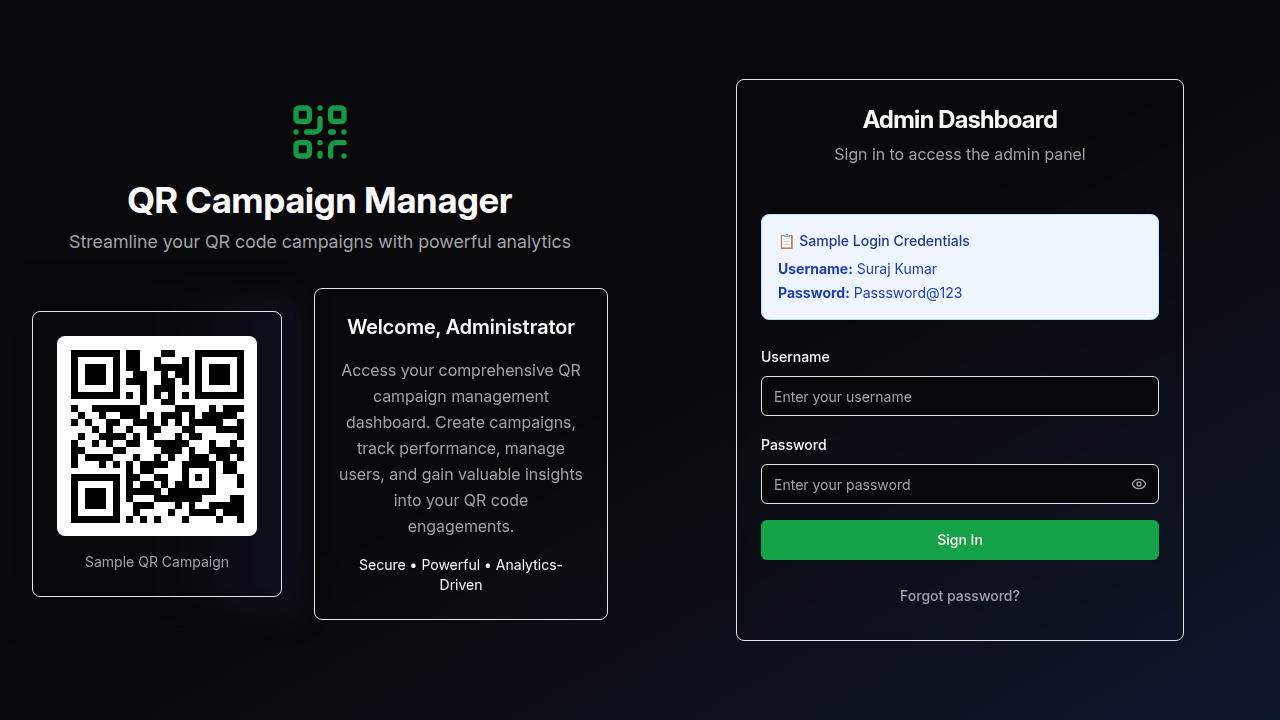 QR Campaign Manager
Streamline your QR code campaigns with powerful analytics
Sample QR Campaign
Welcome, Administrator
Access your comprehensive QR
campaign management
dashboard. Create campaigns,
track performance, manage
users, and gain valuable insights
into your QR code
engagements.
Secure • Powerful • Analytics-
Driven
Admin Dashboard
Sign in to access the admin panel
📋 Sample Login Credentials
Username: Suraj Kumar
Password: Passsword@123
Username
Enter your username
Password
Enter your password
Sign In
Forgot password?